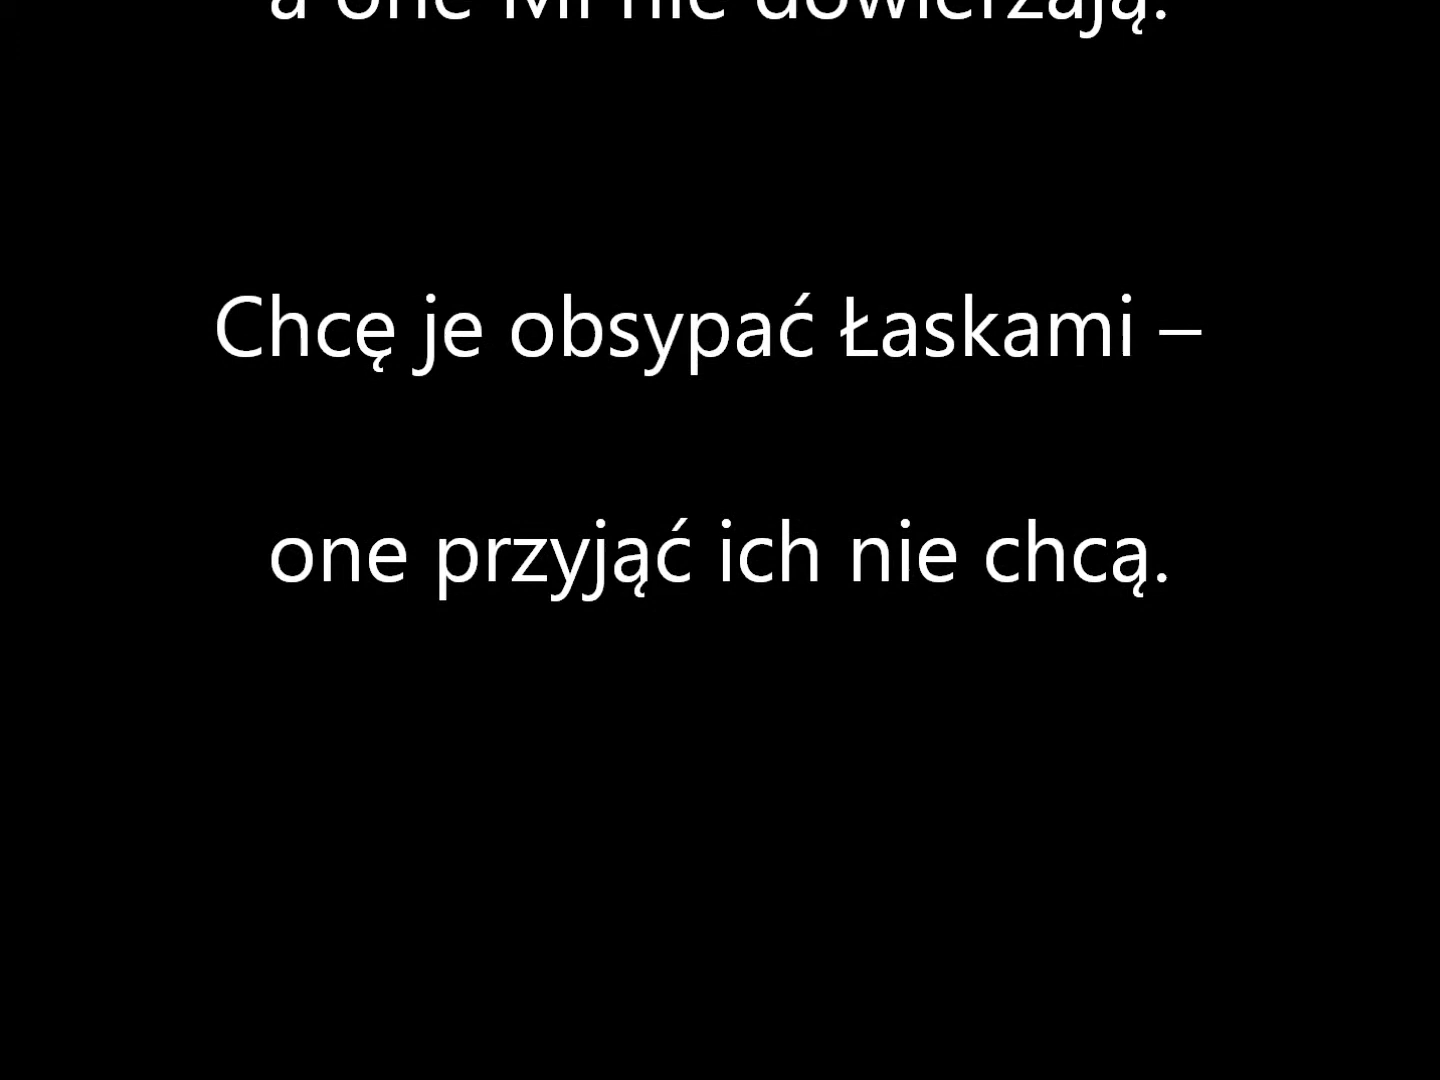 a one Mi nie dowierzają.
Chcę je obsypać Łaskami –
one przyjąć ich nie chcą.